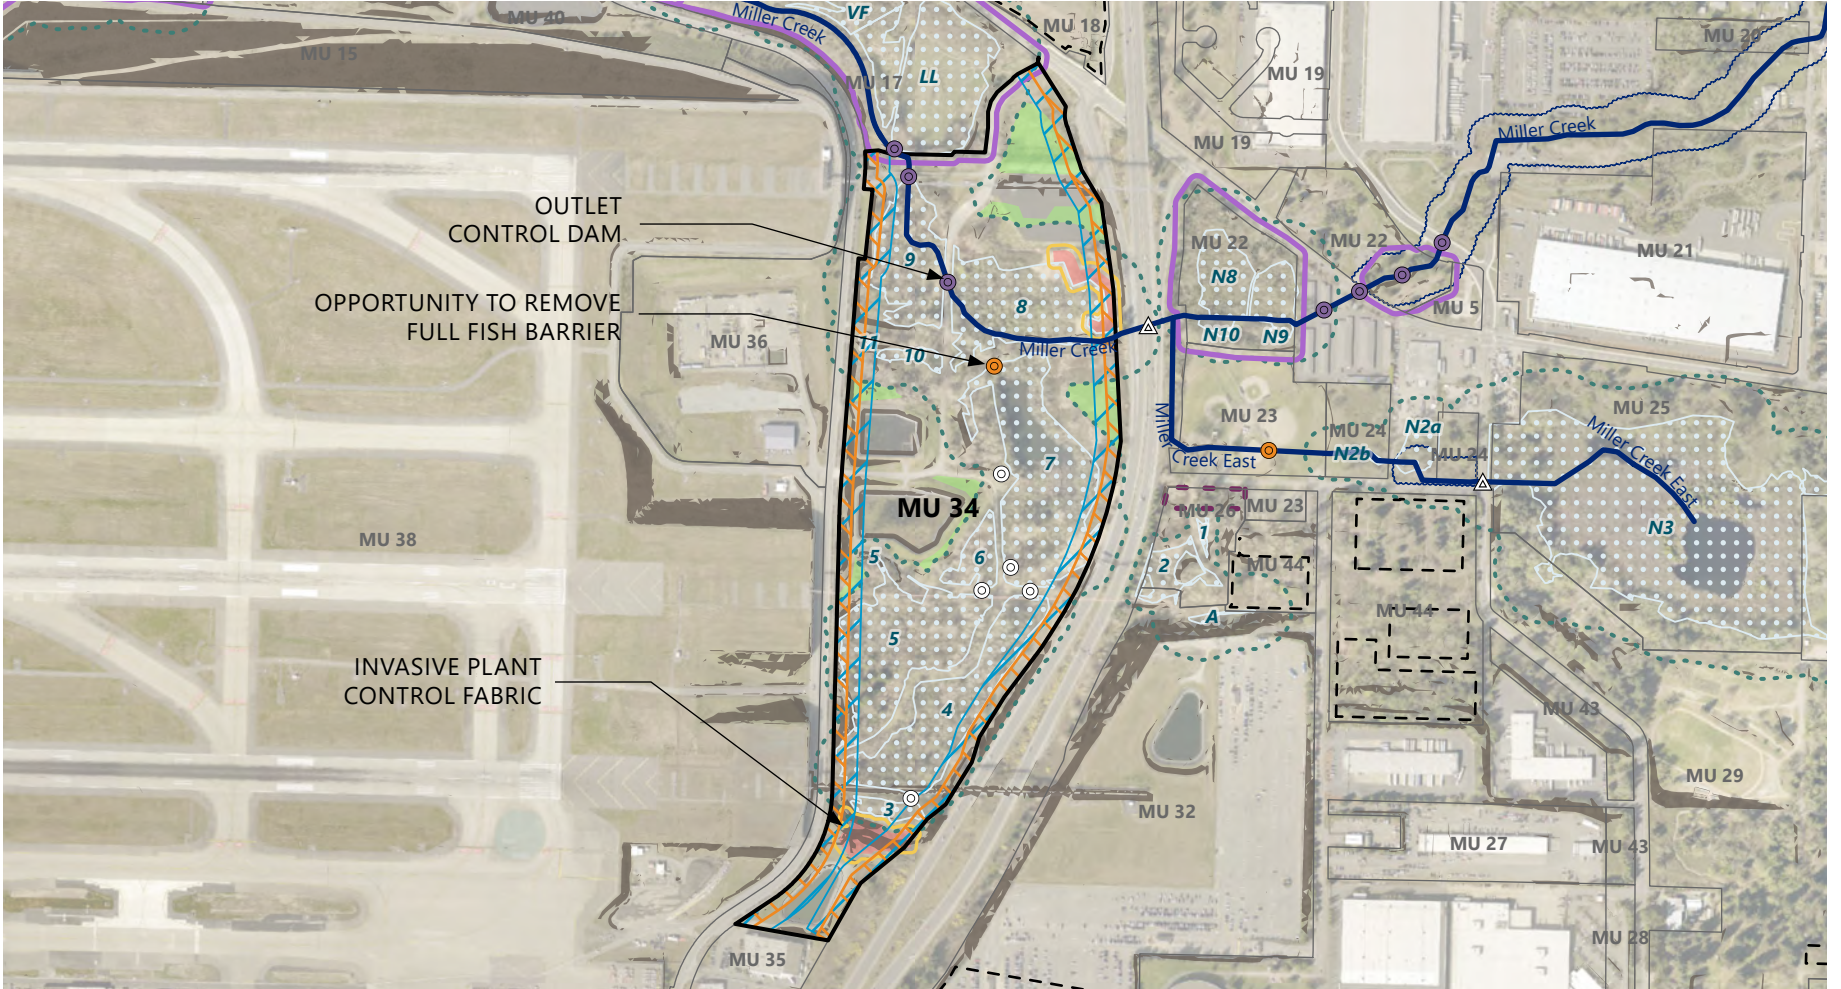 Miller Creek
VF
MU 40
MU 18
MU 20
MU 15
LL
MU 17
MU 19
Miller Creek
MU 19
OUTLET
CONTROL DAM
MU 22
MU 22
MU 21
9
N8
OPPORTUNITY TO REMOVE
FULL FISH BARRIER
8
MU 5
MU 36
11
10
Miller Creek
N10
N9
Miller
Creek East
MU 23
MU 25
N2a
MU 24
N2b
MU 24
Miller Creek East
7
MU 34
MU 26
MU 23
N3
MU 38
1
5
6
2
MU 44
MU 44
A
5
INVASIVE PLANT
CONTROL FABRIC
4
MU 43
MU 29
3
MU 32
MU 27
MU 43
MU 28
MU 35